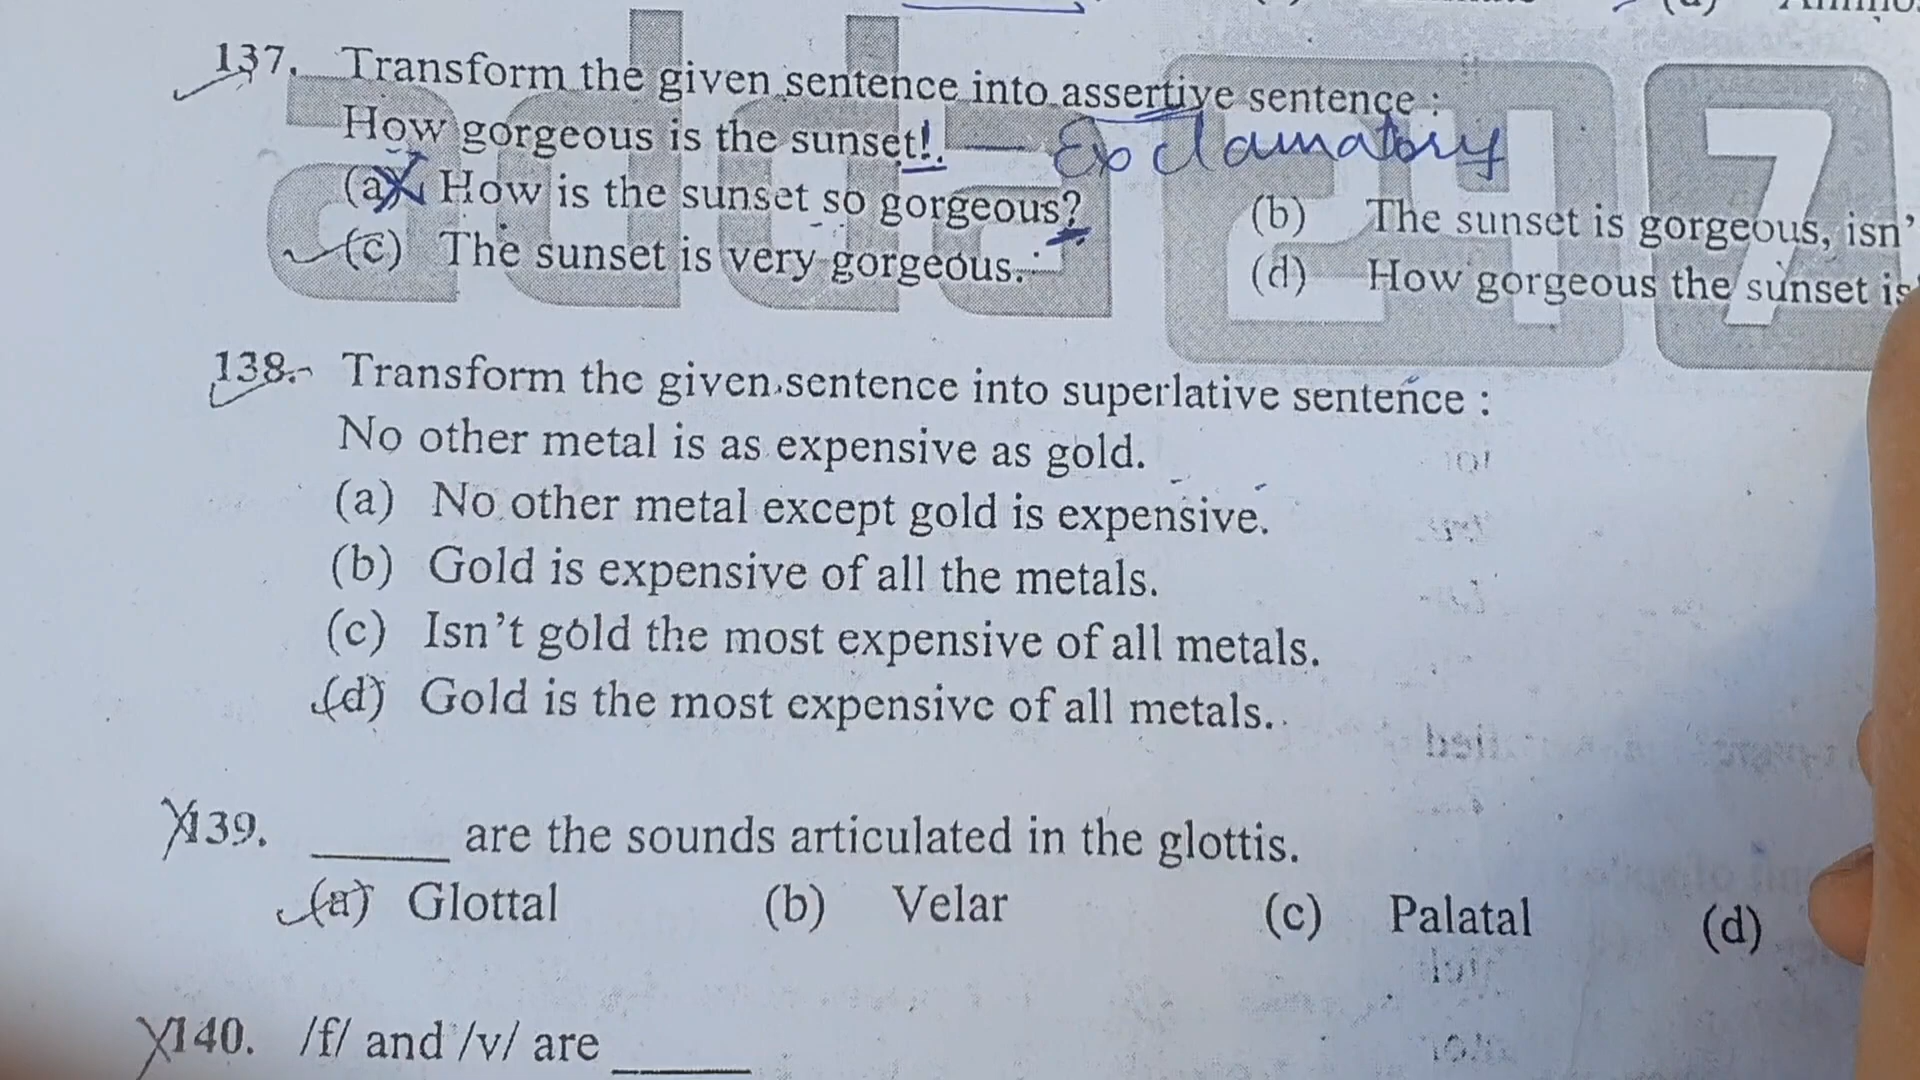 137. Transform the given sentence into assertive sentence :
How gorgeous is the sunset!. — Exclamatory
(a) How is the sunset so gorgeous?
(b) The sunset is gorgeous, isn'
(c) The sunset is very gorgeous.
(d) How gorgeous the sunset is
138. Transform the given sentence into superlative sentence :
No other metal is as expensive as gold.
(a) No other metal except gold is expensive.
(b) Gold is expensive of all the metals.
(c) Isn't gold the most expensive of all metals.
(d) Gold is the most expensive of all metals.
139. _____ are the sounds articulated in the glottis.
(a) Glottal (b) Velar (c) Palatal (d)
140. /f/ and /v/ are _____